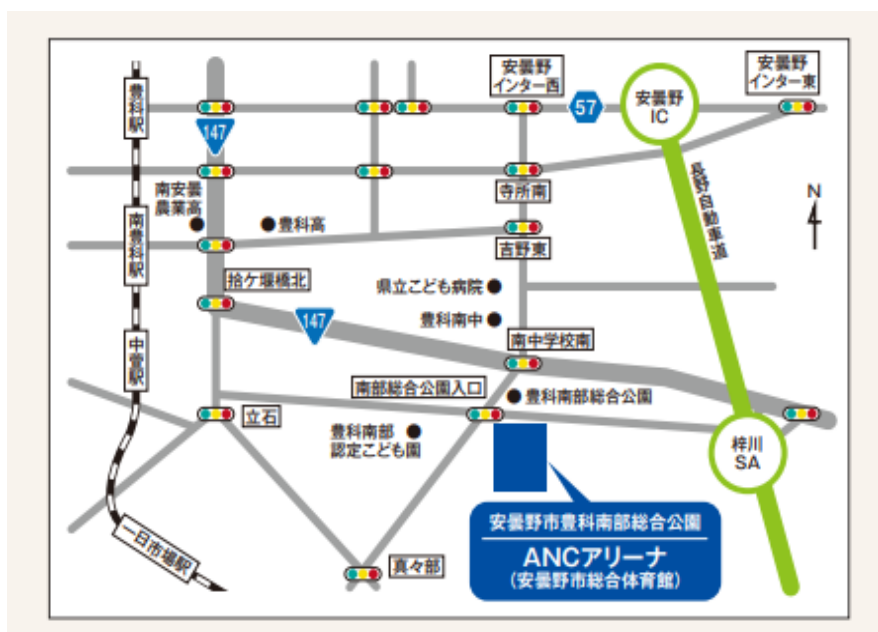 安曇野
インター西
安曇野
インター東
豊科駅
57
安曇野
IC
147
長野自動車道
南安曇
農業高
豊科高
寺所南
N
南豊科駅
吉野東
拾ケ堰橋北
県立こども病院
147
豊科南中
南中学校南
中萱駅
南部総合公園入口
豊科南部総合公園
立石
豊科南部
認定こども園
梓川
SA
安曇野市豊科南部総合公園
ANCアリーナ
(安曇野市総合体育館)
一日市場駅
真々部